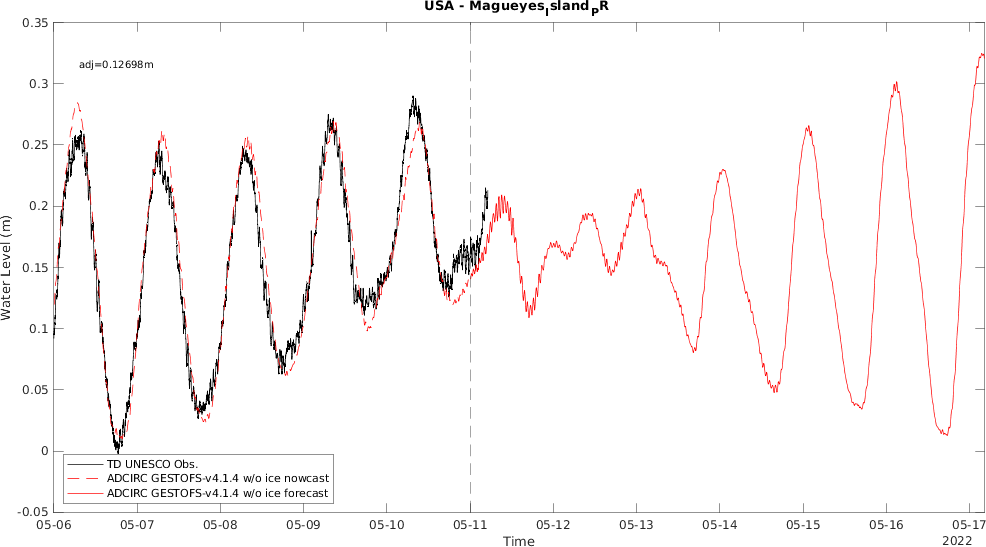 USA - Magueyes_Island_PR
0.35
adj=0.12698m
0.3
0.25
0.2
0.15
0.1
0.05
0
-0.05
Water Level (m)
TD UNESCO Obs.
ADCIRC GESTOFS-v4.1.4 w/o ice nowcast
ADCIRC GESTOFS-v4.1.4 w/o ice forecast
05-06 05-07 05-08 05-09 05-10 05-11 05-12 05-13 05-14 05-15 05-16 05-17
Time
2022